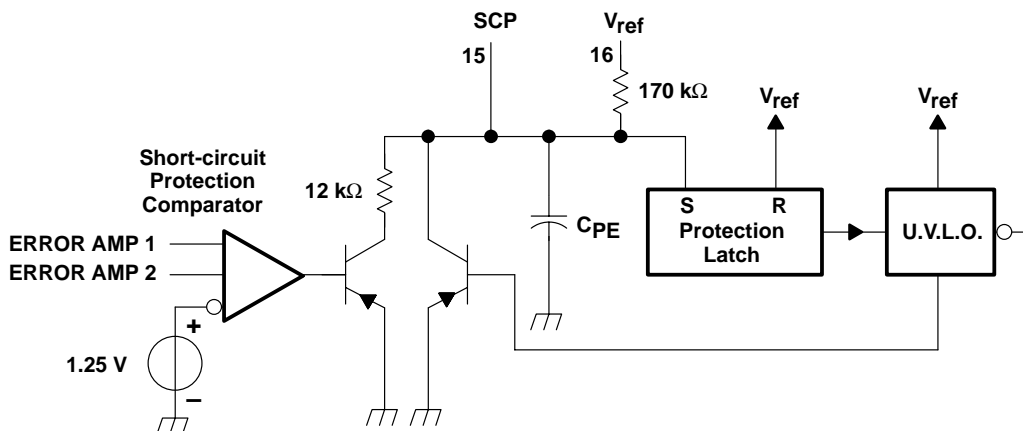 SCP
15
Vref
16
170 kΩ
Vref
Vref
Short-circuit
Protection
Comparator
12 kΩ
CPE
S
R
Protection
Latch
U.V.L.O.
ERROR AMP 1
ERROR AMP 2
+
1.25 V
–